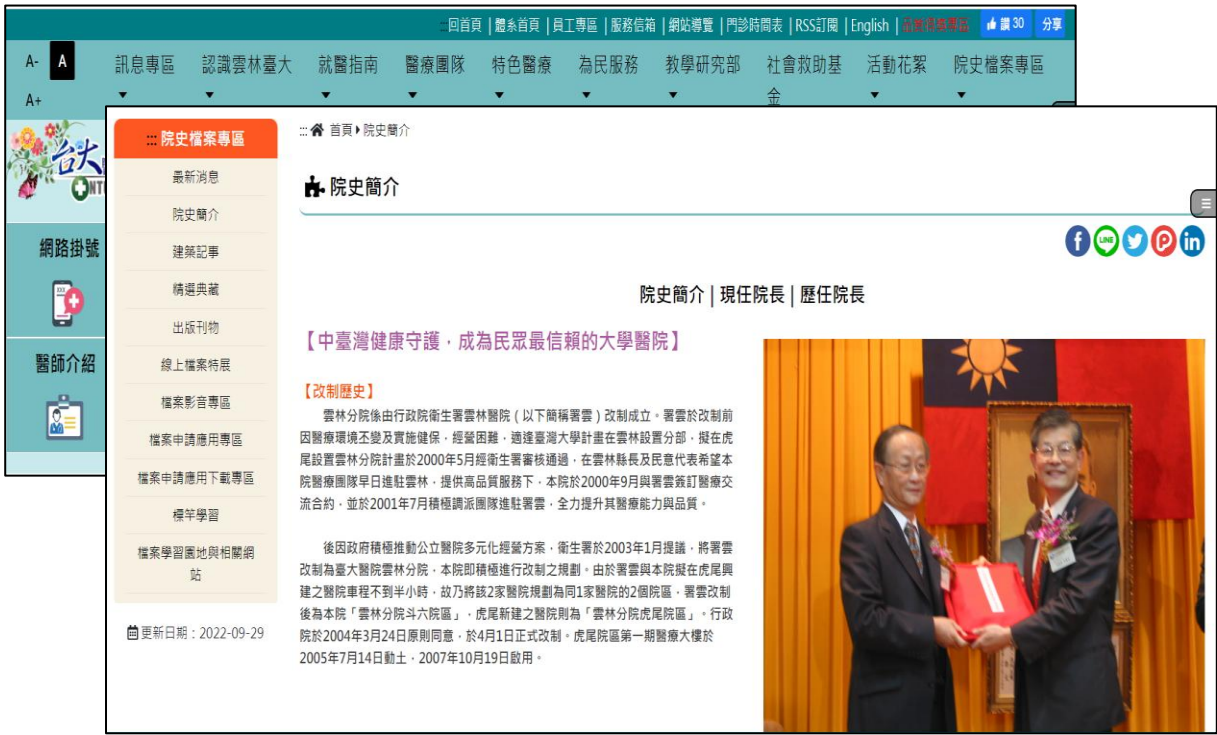 :::回首頁 | 體系首頁 | 員工專區 | 服務信箱 | 網站導覽 | 門診時間表 | RSS訂閱 | English |
讚 30 分享
A- A
A+
訊息專區 認識雲林臺大 就醫指南 醫療團隊 特色醫療 為民服務 教學研究部 社會救助基金 活動花絮 院史檔案專區
台大
網路掛號
醫師介紹
::: 院史檔案專區
最新消息
院史簡介
建築記事
精選典藏
出版刊物
線上檔案特展
檔案影音專區
檔案申請應用專區
檔案申請應用下載專區
標竿學習
檔案學習園地與相關網
站
更新日期：2022-09-29
::: 首頁 院史簡介
院史簡介
LINE
院史簡介 | 現任院長 | 歷任院長
【中臺灣健康守護，成為民眾最信賴的大學醫院】
【改制歷史】
雲林分院係由行政院衛生署雲林醫院（以下簡稱署雲）改制成立。署雲於改制前
因醫療環境丕變及實施健保，經營困難，適逢臺灣大學計畫在雲林設置分部，擬在虎
尾設置雲林分院計畫於2000年5月經衛生署審核通過，在雲林縣長及民意代表希望本
院醫療團隊早日進駐雲林，提供高品質服務下，本院於2000年9月與署雲簽訂醫療交
流合約，並於2001年7月積極調派團隊進駐署雲，全力提升其醫療能力與品質。
後因政府積極推動公立醫院多元化經營方案，衛生署於2003年1月提議，將署雲
改制為臺大醫院雲林分院，本院即積極進行改制之規劃。由於署雲與本院擬在虎尾興
建之醫院車程不到半小時，故乃將該2家醫院規劃為同1家醫院的2個院區，署雲改制
後為本院「雲林分院斗六院區」，虎尾新建之醫院則為「雲林分院虎尾院區」。行政
院於2004年3月24日原則同意，於4月1日正式改制。虎尾院區第一期醫療大樓於
2005年7月14日動土，2007年10月19日啟用。